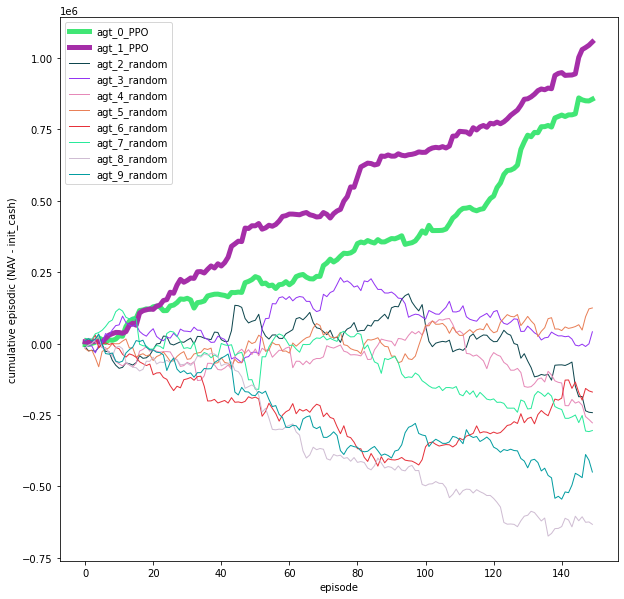 1e6
agt_0_PPO
agt_1_PPO
agt_2_random
agt_3_random
agt_4_random
agt_5_random
agt_6_random
agt_7_random
agt_8_random
agt_9_random
1.00
0.75
0.50
0.25
0.00
−0.25
−0.50
−0.75
cumulative episodic (NAV - init_cash)
0 20 40 60 80 100 120 140
episode